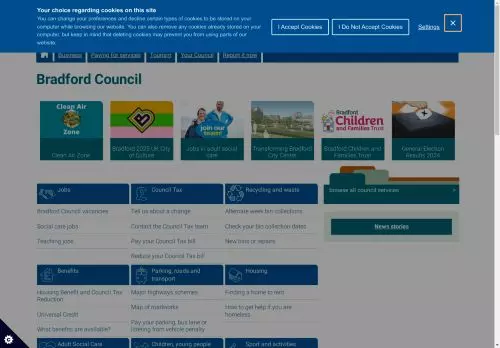 Your choice regarding cookies on this site
You can change your preferences and decline certain types of cookies to be stored on your
computer while browsing our website. You can also remove any cookies already stored on your
computer, but keep in mind that deleting cookies may prevent you from using parts of our
website.
I Accept Cookies
I Do Not Accept Cookies
Settings
Business
Paying for services
Tourism
Your Council
Report it now
Bradford Council
Clean Air
Zone
Clean Air Zone
Bradford 2025 UK City
of Culture
join our
team!
Jobs in adult social
care
Transforming Bradford
City Centre
Bradford
Children
and Families Trust
Bradford Children and
Families Trust
General Election
Results 2024
Jobs
Bradford Council vacancies
Social care jobs
Teaching jobs
Council Tax
Tell us about a change
Contact the Council Tax team
Pay your Council Tax bill
Reduce your Council Tax bill
Recycling and waste
Alternate week bin collections
Check your bin collection dates
New bins or repairs
Browse all council services
News stories
Benefits
Housing Benefit and Council Tax
Reduction
Universal Credit
What benefits are available?
Parking, roads and
transport
Major highways schemes
Map of roadworks
Pay your parking, bus lane or
littering from vehicle penalty
Housing
Finding a home to rent
How to get help if you are
homeless
Adult Social Care
Children, young people
Sport and activities